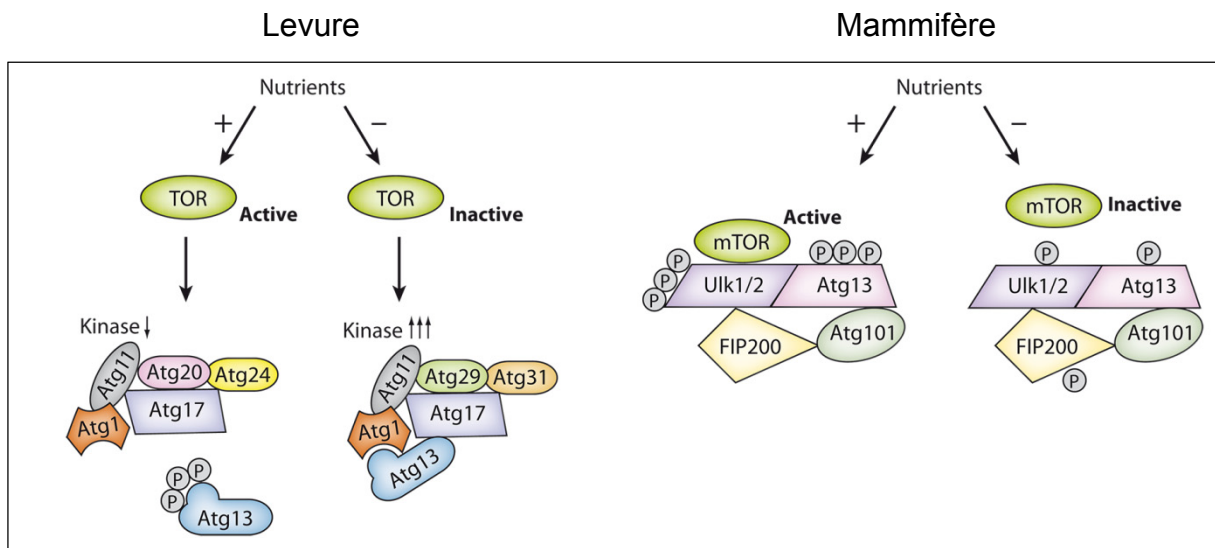 Levure
Mammifère
Nutrients
+
−
TOR
Active
TOR
Inactive
Kinase ↓
Atg11
Atg20
Atg24
Atg17
Atg1
P
P
P
Atg13
Kinase ↑↑↑
Atg11
Atg29
Atg31
Atg17
Atg1
Atg13
Nutrients
+
−
Active
mTOR
P
P
P
P
P
P
Ulk1/2
Atg13
FIP200
Atg101
mTOR
Inactive
P
P
Ulk1/2
Atg13
FIP200
Atg101
P